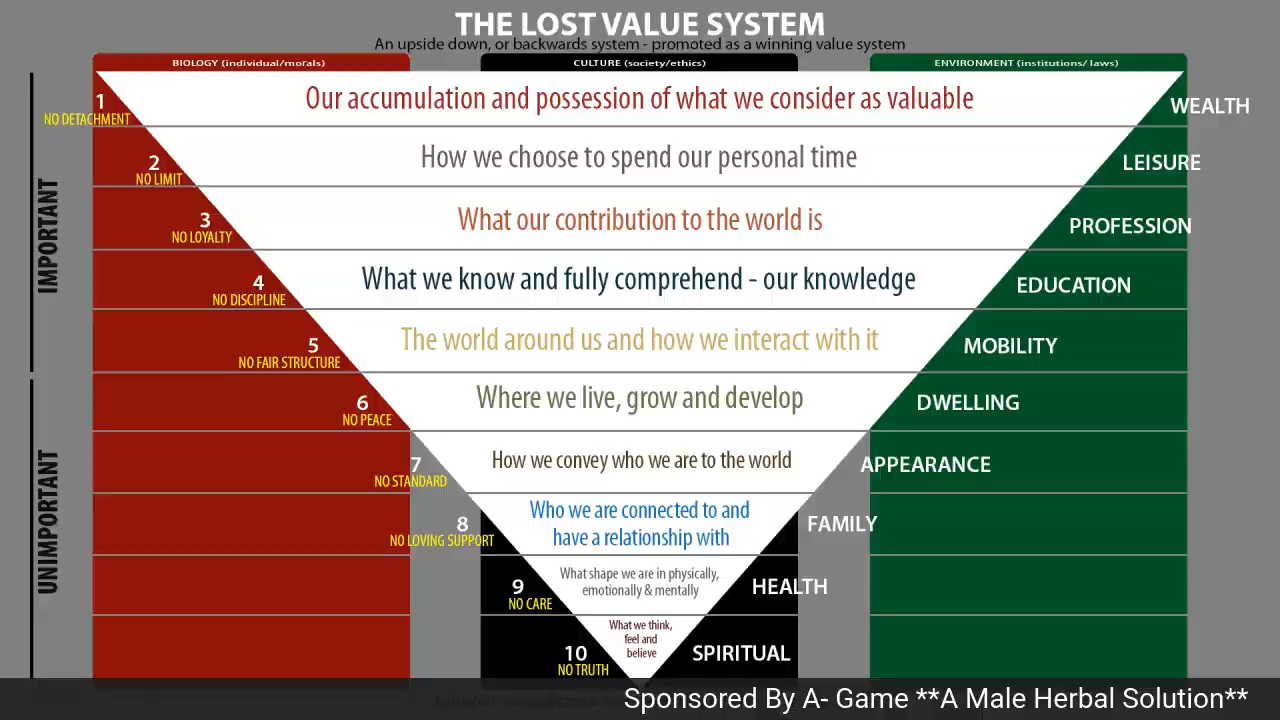 THE LOST VALUE SYSTEM
An upside down, or backwards system - promoted as a winning value system
BIOLOGY (individual/morals)
CULTURE (society/ethics)
ENVIRONMENT (institutions/ laws)
IMPORTANT
UNIMPORTANT
1
NO DETACHMENT
Our accumulation and possession of what we consider as valuable
WEALTH
2
NO LIMIT
How we choose to spend our personal time
LEISURE
3
NO LOYALTY
What our contribution to the world is
PROFESSION
4
NO DISCIPLINE
What we know and fully comprehend - our knowledge
EDUCATION
5
NO FAIR STRUCTURE
The world around us and how we interact with it
MOBILITY
6
NO PEACE
Where we live, grow and develop
DWELLING
7
NO STANDARD
How we convey who we are to the world
APPEARANCE
8
NO LOVING SUPPORT
Who we are connected to and
have a relationship with
FAMILY
9
NO CARE
What shape we are in physically,
emotionally & mentally
HEALTH
10
NO TRUTH
What we think,
feel and
believe
SPIRITUAL
Sponsored By A- Game **A Male Herbal Solution**